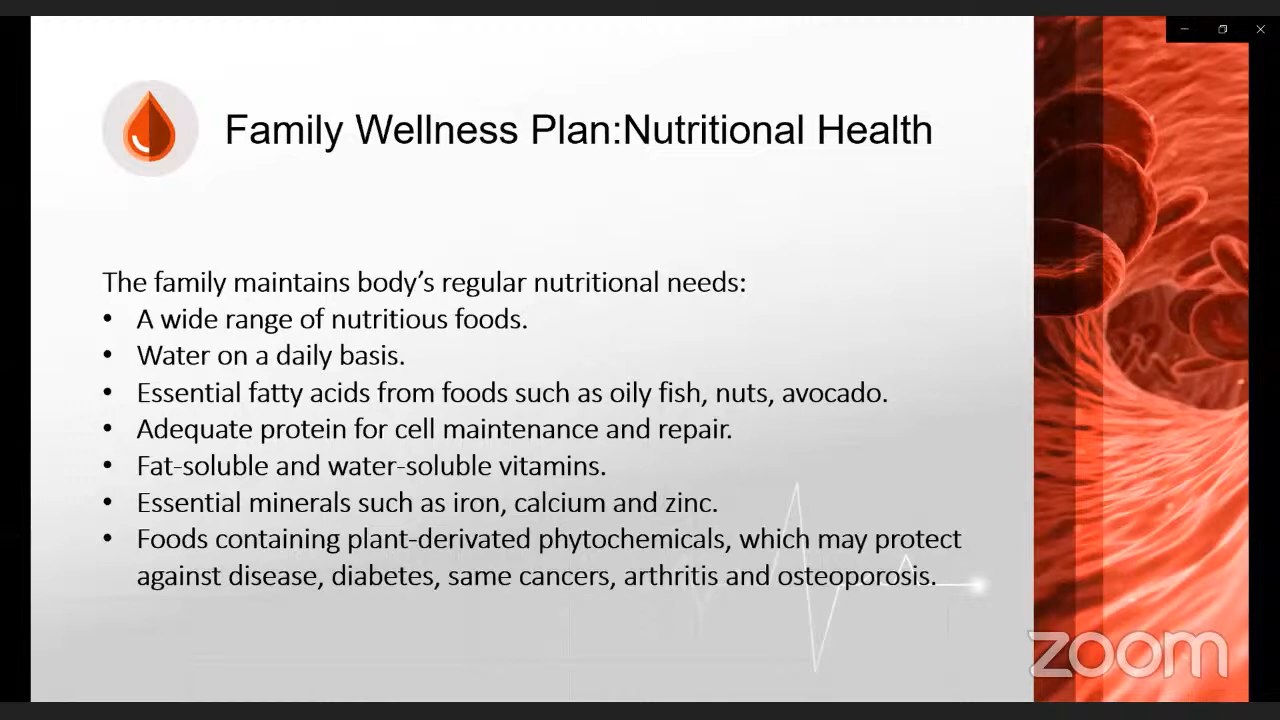 Family Wellness Plan:Nutritional Health
The family maintains body’s regular nutritional needs:
• A wide range of nutritious foods.
• Water on a daily basis.
• Essential fatty acids from foods such as oily fish, nuts, avocado.
• Adequate protein for cell maintenance and repair.
• Fat-soluble and water-soluble vitamins.
• Essential minerals such as iron, calcium and zinc.
• Foods containing plant-derivated phytochemicals, which may protect
against disease, diabetes, same cancers, arthritis and osteoporosis.
zoom